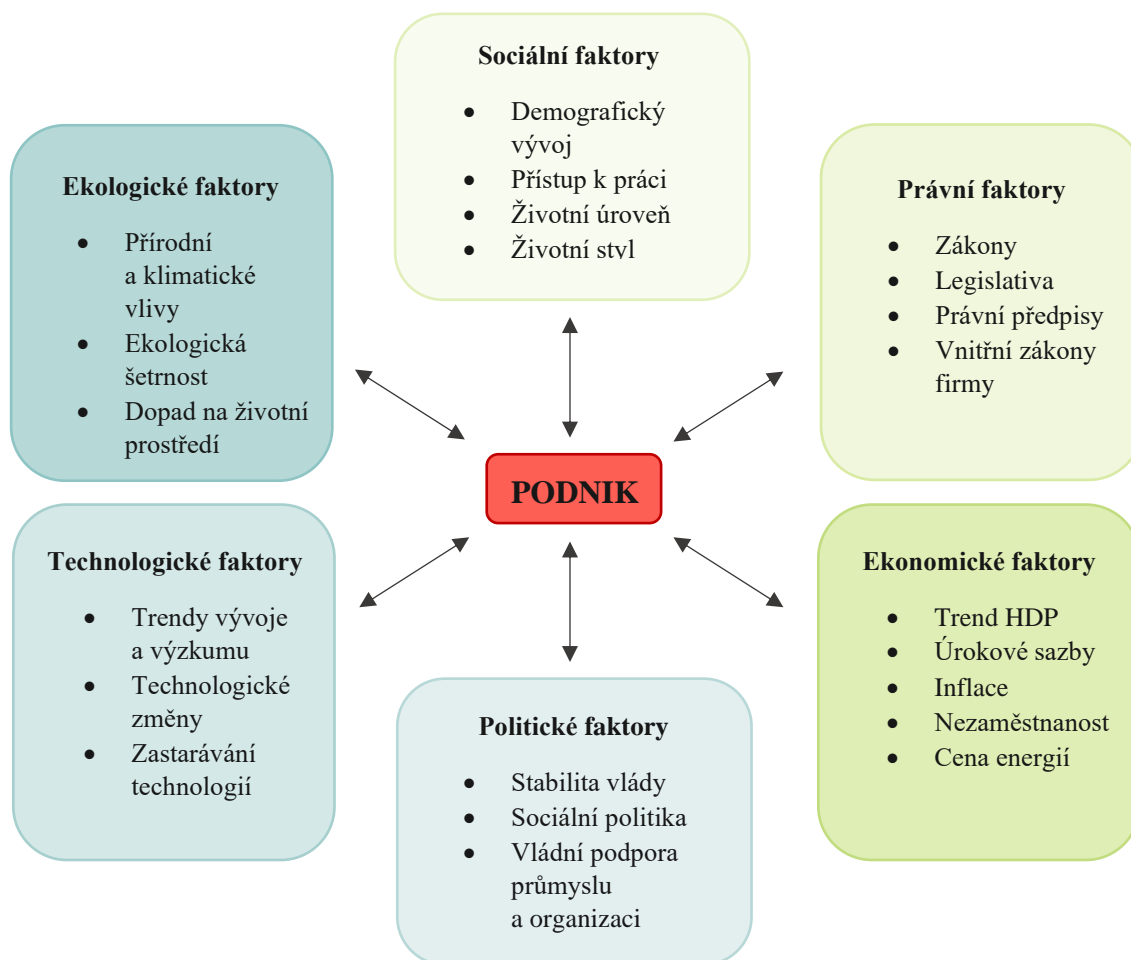 Sociální faktory
• Demografický
vývoj
• Přístup k práci
• Životní úroveň
• Životní styl
Ekologické faktory
• Přírodní
a klimatické
vlivy
• Ekologická
šetrnost
• Dopad na životní
prostředí
Právní faktory
• Zákony
• Legislativa
• Právní předpisy
• Vnitřní zákony
firmy
PODNIK
Technologické faktory
• Trendy vývoje
a výzkumu
• Technologické
změny
• Zastarávání
technologií
Politické faktory
• Stabilita vlády
• Sociální politika
• Vládní podpora
průmyslu
a organizaci
Ekonomické faktory
• Trend HDP
• Úrokové sazby
• Inflace
• Nezaměstnanost
• Cena energií